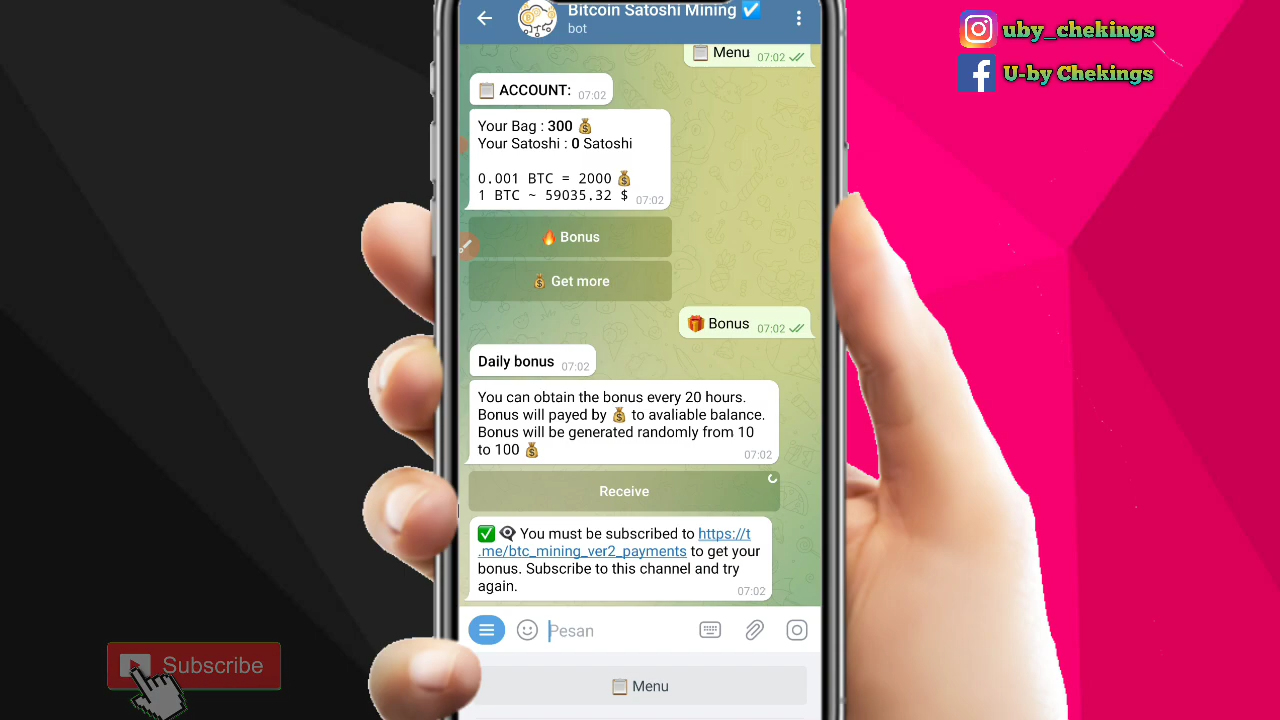 Bitcoin Satoshi Mining ✅
bot
uby_chekings
U-by Chekings
📋 Menu 07:02
📋 ACCOUNT: 07:02
Your Bag : 300 💰
Your Satoshi : 0 Satoshi
0.001 BTC = 2000 💰
1 BTC ~ 59035.32 $ 07:02
🔥 Bonus
💰 Get more
🎁 Bonus 07:02
Daily bonus 07:02
You can obtain the bonus every 20 hours.
Bonus will payed by 💰 to avaliable balance.
Bonus will be generated randomly from 10
to 100 💰 07:02
Receive
✅ 👁‍🗨 You must be subscribed to https://t
.me/btc_mining_ver2_payments to get your
bonus. Subscribe to this channel and try
again. 07:02
Pesan
📋 Menu
Subscribe